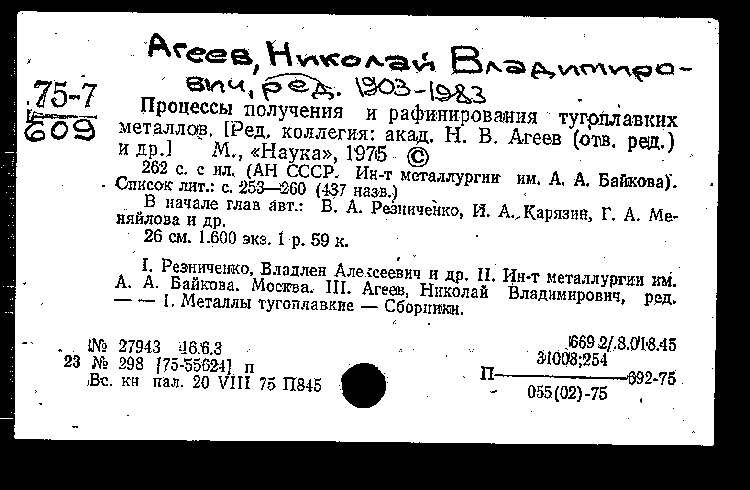 Агеев, Николай Владимиро-
вич, ред. 1903-1983
75-7
609
Процессы получения и рафинирования тугоплавких
металлов. [Ред. коллегия: акад. Н. В. Агеев (отв. ред.)
и др.] М., «Наука», 1975 ©
262 с. с ил. (АН СССР. Ин-т металлургии им. А. А. Байкова).
Список лит.: с. 253—260 (437 назв.)
В начале глав авт.: В. А. Резниченко, И. А. Карязин, Г. А. Ме-
няйлова и др.
26 см. 1.600 экз. 1 р. 59 к.
I. Резниченко, Владлен Алексеевич и др. II. Ин-т металлургии им.
А. А. Байкова. Москва. III. Агеев, Николай Владимирович, ред.
— — 1. Металлы тугоплавкие — Сборники.
№ 27943 16.6.3
23 № 298 [75-55624] п
Вс. кн пал. 20 VIII 75 П845
669.2/.8.018.45
П 31008;254 692-75
055(02)-75